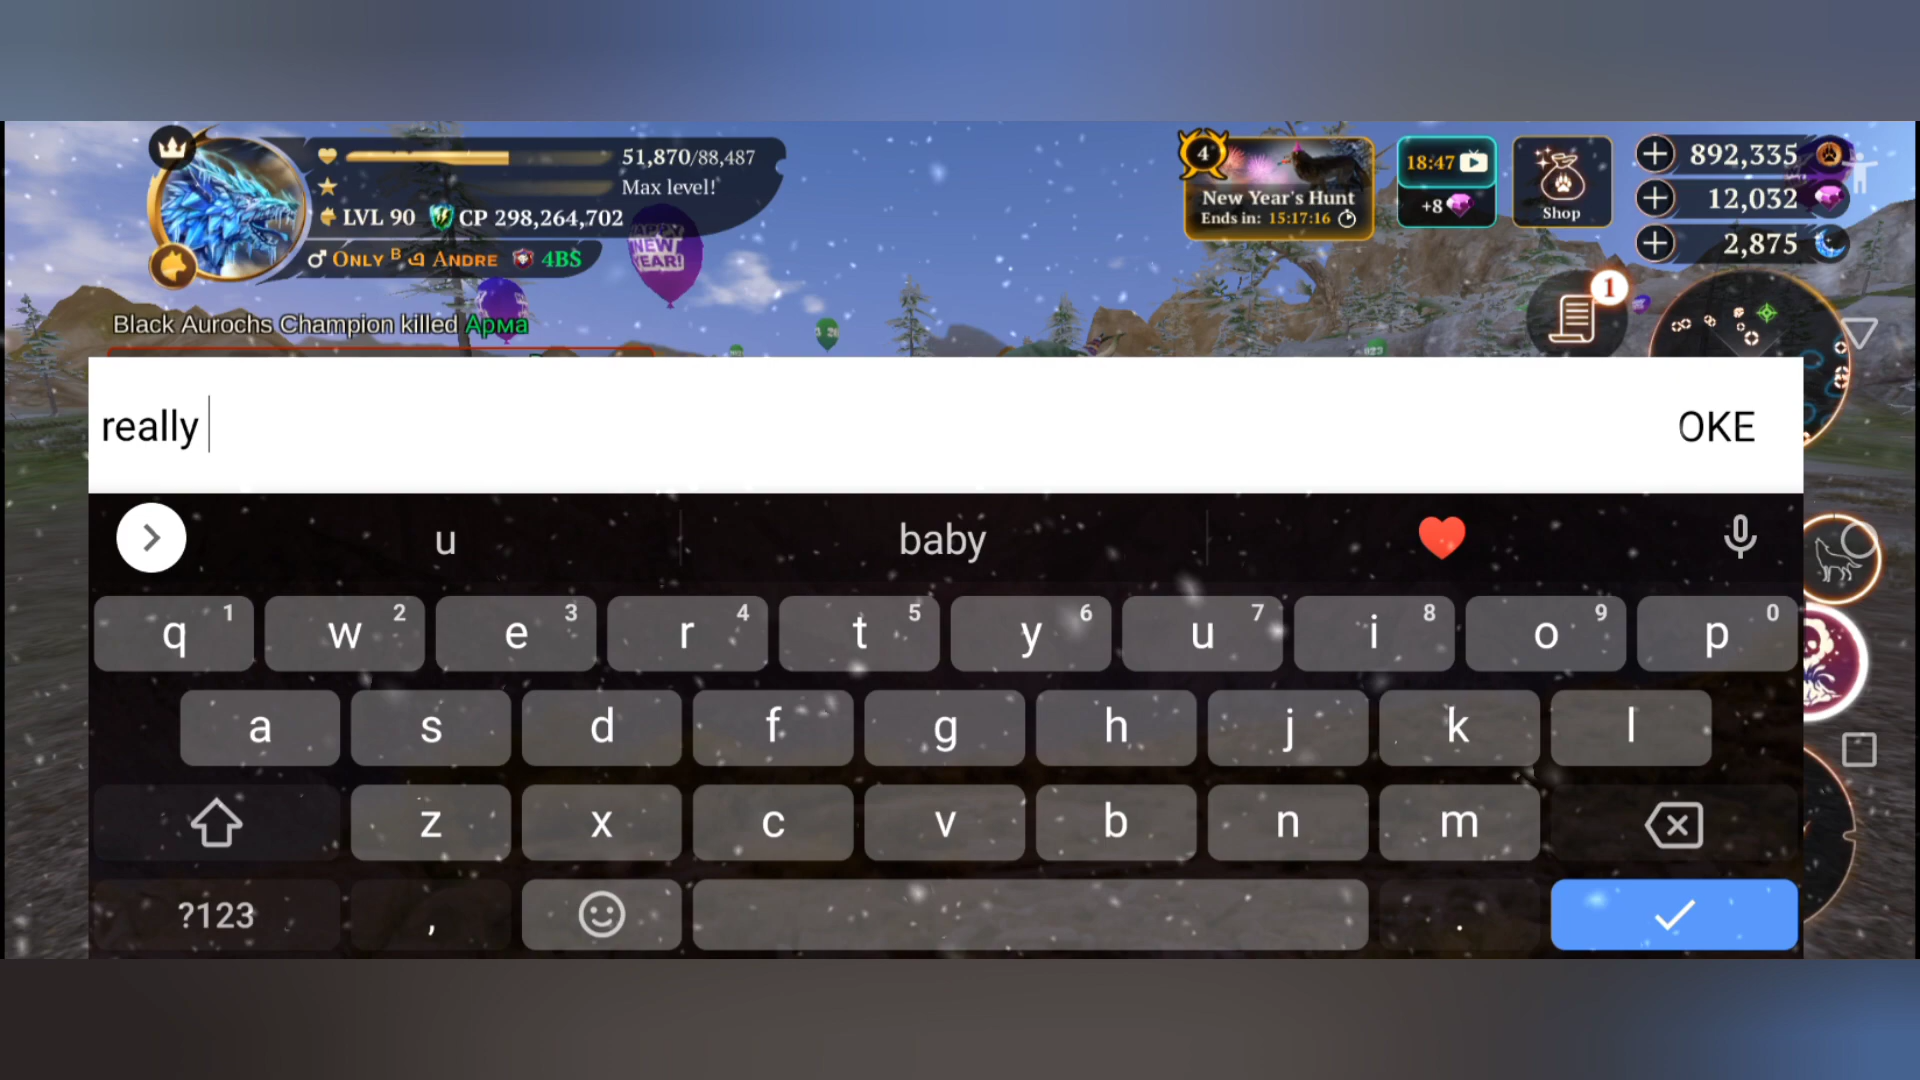 51,870/88,487
Max level!
LVL 90 CP 298,264,702
♂ Only ᴮ ANDRE 4B$
HAPPY NEW YEAR!
Black Aurochs Champion killed Арма
4
New Year's Hunt
Ends in: 15:17:16
18:47
+8
Shop
892,335
12,032
2,875
1
really
OKE
u baby
q 1 w 2 e 3 r 4 t 5 y 6 u 7 i 8 o 9 p 0
a s d f g h j k l
z x c v b n m
?123 , .